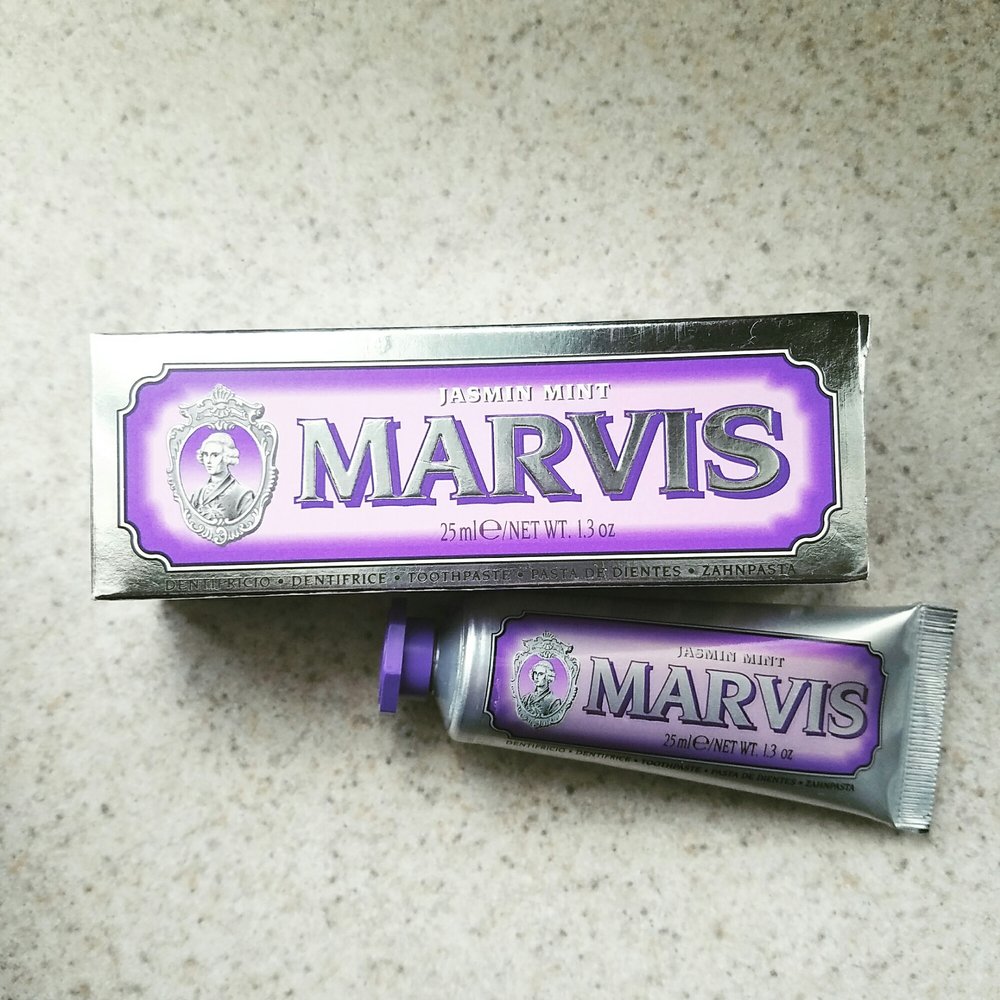 JASMIN MINT
MARVIS
25 ml ℮/NET WT. 1.3 oz
DENTIFRICIO • DENTIFRICE • TOOTHPASTE • PASTA DE DIENTES • ZAHNPASTA
JASMIN MINT
MARVIS
25 ml ℮/NET WT. 1.3 oz
DENTIFRICIO • DENTIFRICE • TOOTHPASTE • PASTA DE DIENTES • ZAHNPASTA